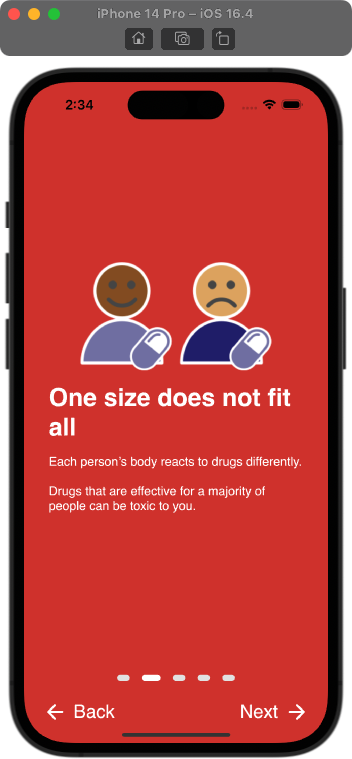 iPhone 14 Pro – iOS 16.4
2:34
One size does not fit
all
Each person's body reacts to drugs differently.
Drugs that are effective for a majority of
people can be toxic to you.
Back
Next